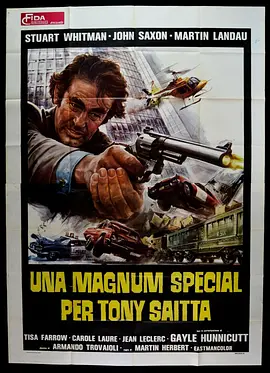 FIDA
STUART WHITMAN - JOHN SAXON - MARTIN LANDAU
UNA MAGNUM SPECIAL
PER TONY SAITTA
TISA FARROW - CAROLE LAURE - JEAN LECLERC - GAYLE HUNNICUTT
ARMANDO TROVAIOLI MARTIN HERBERT EASTMANCOLOR